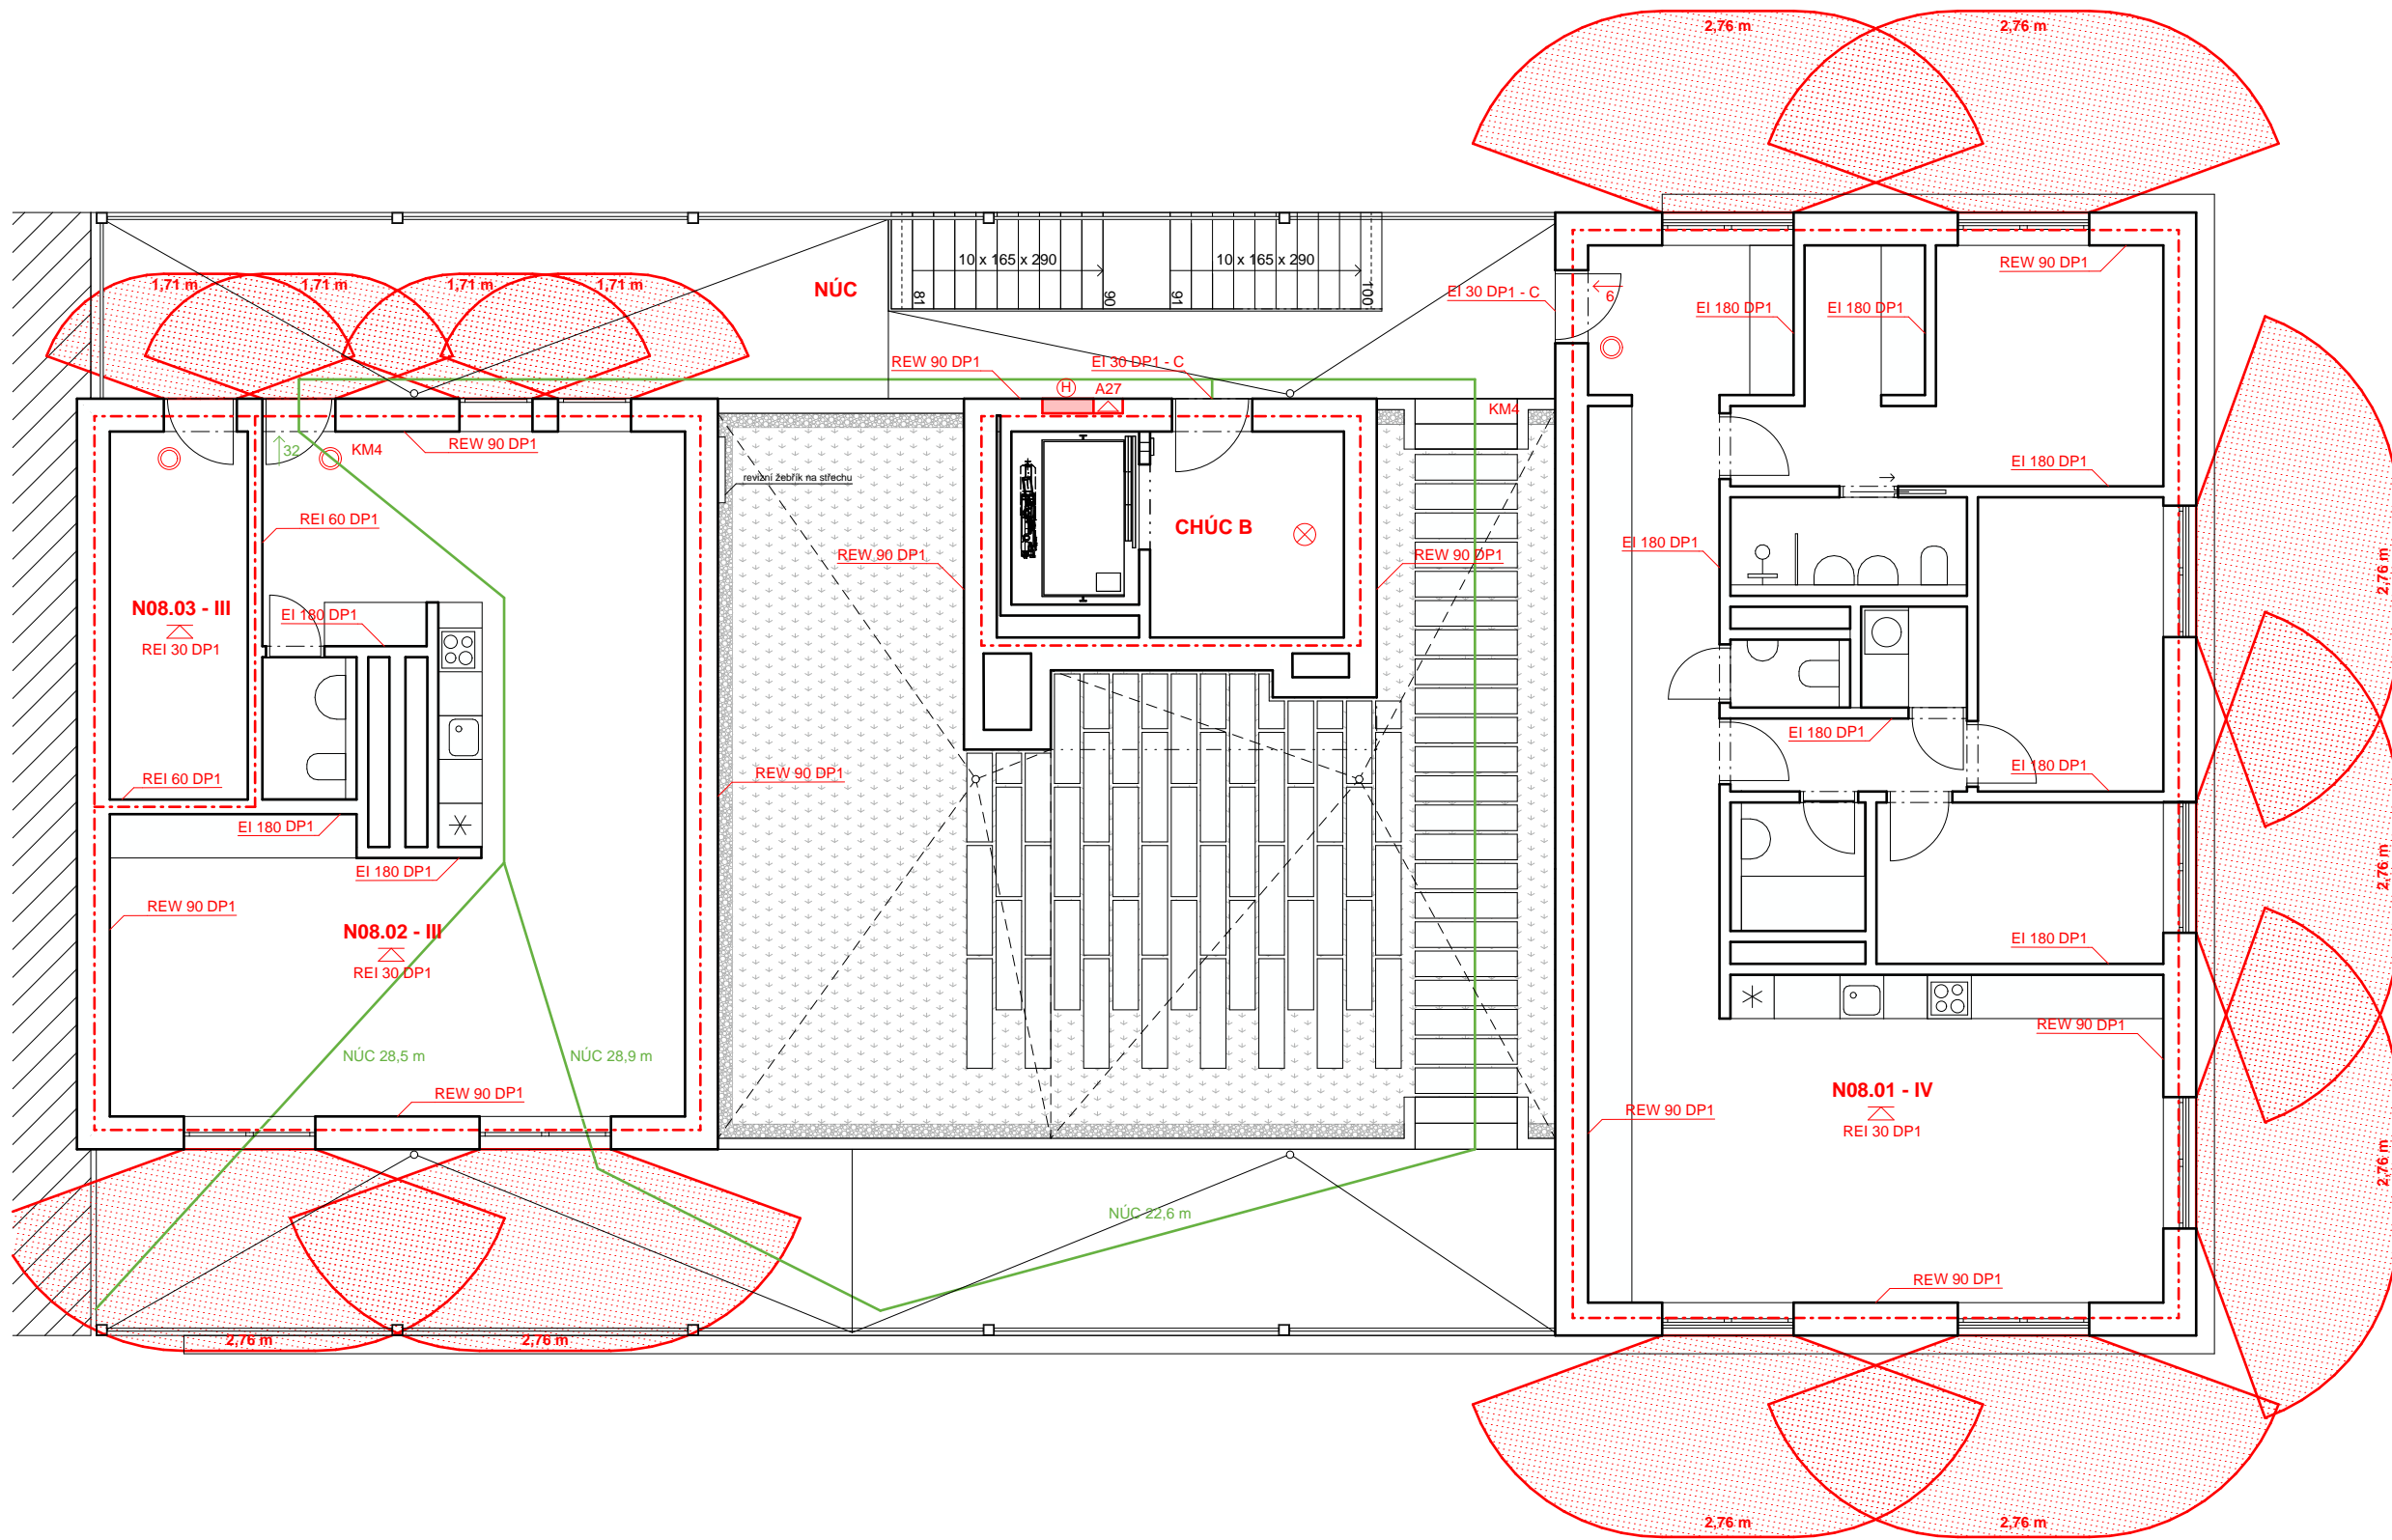 2,76 m
2,76 m
10 x 165 x 290
10 x 165 x 290
REW 90 DP1
1,71 m
1,71 m
1,71 m
1,71 m
NÚC
81
90
91
100
EI 30 DP1 - C
6
EI 180 DP1
EI 180 DP1
REW 90 DP1
EI 30 DP1 - C
H
A27
KM4
32
KM4
REW 90 DP1
revizní žebřík na střechu
EI 180 DP1
REI 60 DP1
CHÚC B
EI 180 DP1
REW 90 DP1
REW 90 DP1
2,76 m
N08.03 - III
REI 30 DP1
EI 180 DP1
EI 180 DP1
REI 60 DP1
REW 90 DP1
EI 180 DP1
EI 180 DP1
EI 180 DP1
2,76 m
REW 90 DP1
N08.02 - III
REI 30 DP1
EI 180 DP1
REW 90 DP1
NÚC 28,5 m
NÚC 28,9 m
REW 90 DP1
N08.01 - IV
REI 30 DP1
REW 90 DP1
2,76 m
NÚC 22,6 m
REW 90 DP1
2,76 m
2,76 m
2,76 m
2,76 m